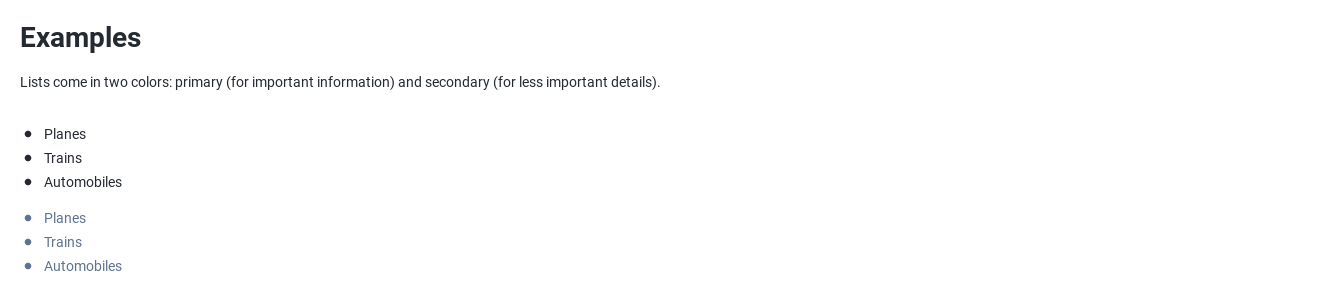 Examples
Lists come in two colors: primary (for important information) and secondary (for less important details).
Planes
Trains
Automobiles
Planes
Trains
Automobiles